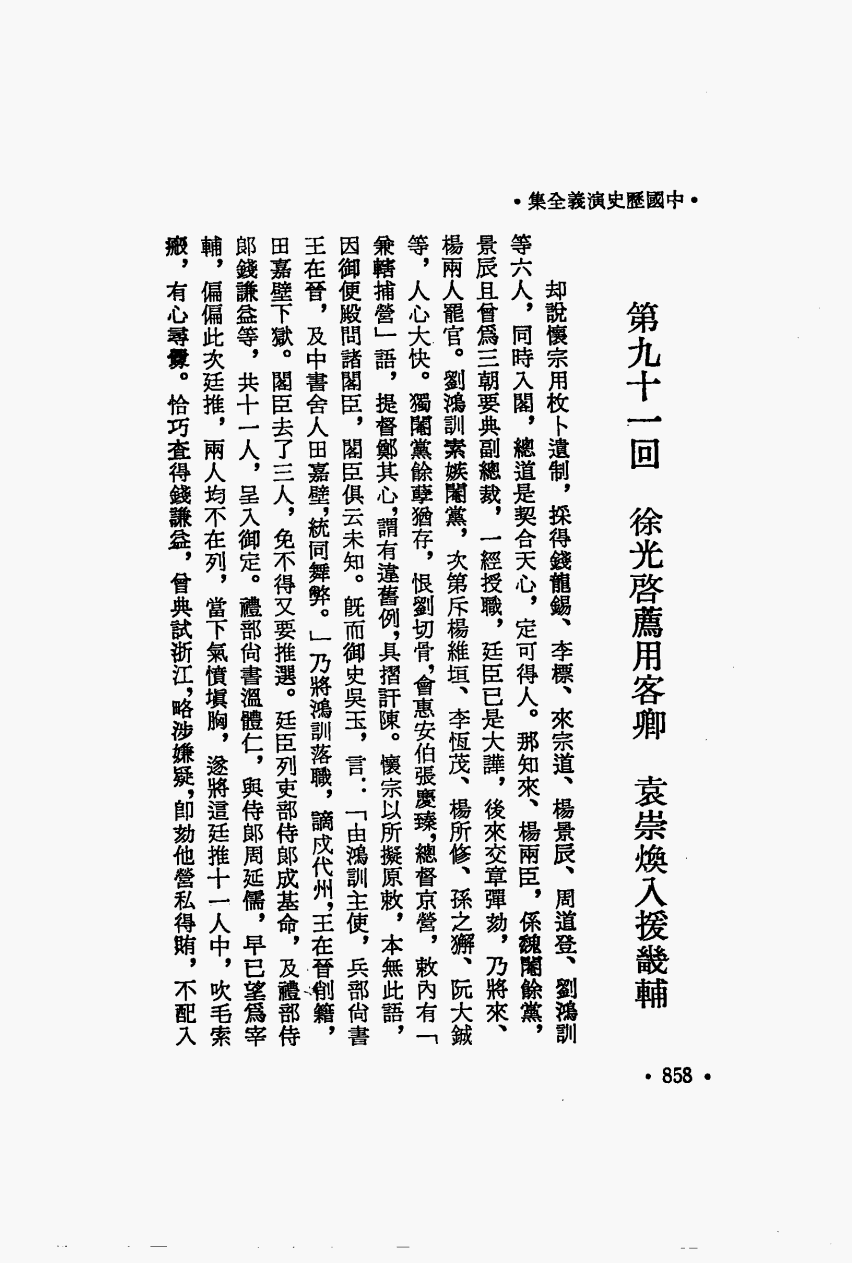 •中國歷史演義全集•
第九十一回　徐光啓薦用客卿　袁崇煥入援畿輔
却說懷宗用枚卜遺制，採得錢龍錫、李標、來宗道、楊景辰、周道登、劉鴻訓
等六人，同時入閣，總道是契合天心，定可得人。那知來、楊兩臣，係魏閹餘黨，
景辰且曾爲三朝要典副總裁，一經授職，廷臣已是大譁，後來交章彈劾，乃將來、
楊兩人罷官。劉鴻訓素嫉閹黨，次第斥楊維垣、李恆茂、楊所修、孫之獬、阮大鋮
等，人心大快。獨閹黨餘孽猶存，恨劉切骨，會惠安伯張慶臻，總督京營，敕內有「
兼轄捕營」語，提督鄭其心，謂有違舊例，具摺訐陳。懷宗以所擬原敕，本無此語，
因御便殿問諸閣臣，閣臣俱云未知。旣而御史吳玉，言：「由鴻訓主使，兵部尙書
王在晉，及中書舍人田嘉壁，統同舞弊。」乃將鴻訓落職，謫戍代州，王在晉削籍，
田嘉壁下獄。閣臣去了三人，免不得又要推選。廷臣列吏部侍郎成基命，及禮部侍
郎錢謙益等，共十一人，呈入御定。禮部尙書溫體仁，與侍郎周延儒，早已望爲宰
輔，偏偏此次廷推，兩人均不在列，當下氣憤塡胸，遂將這廷推十一人中，吹毛索
瘢，有心尋釁。恰巧查得錢謙益，曾典試浙江，略涉嫌疑，卽劾他營私得賄，不配入
•858•